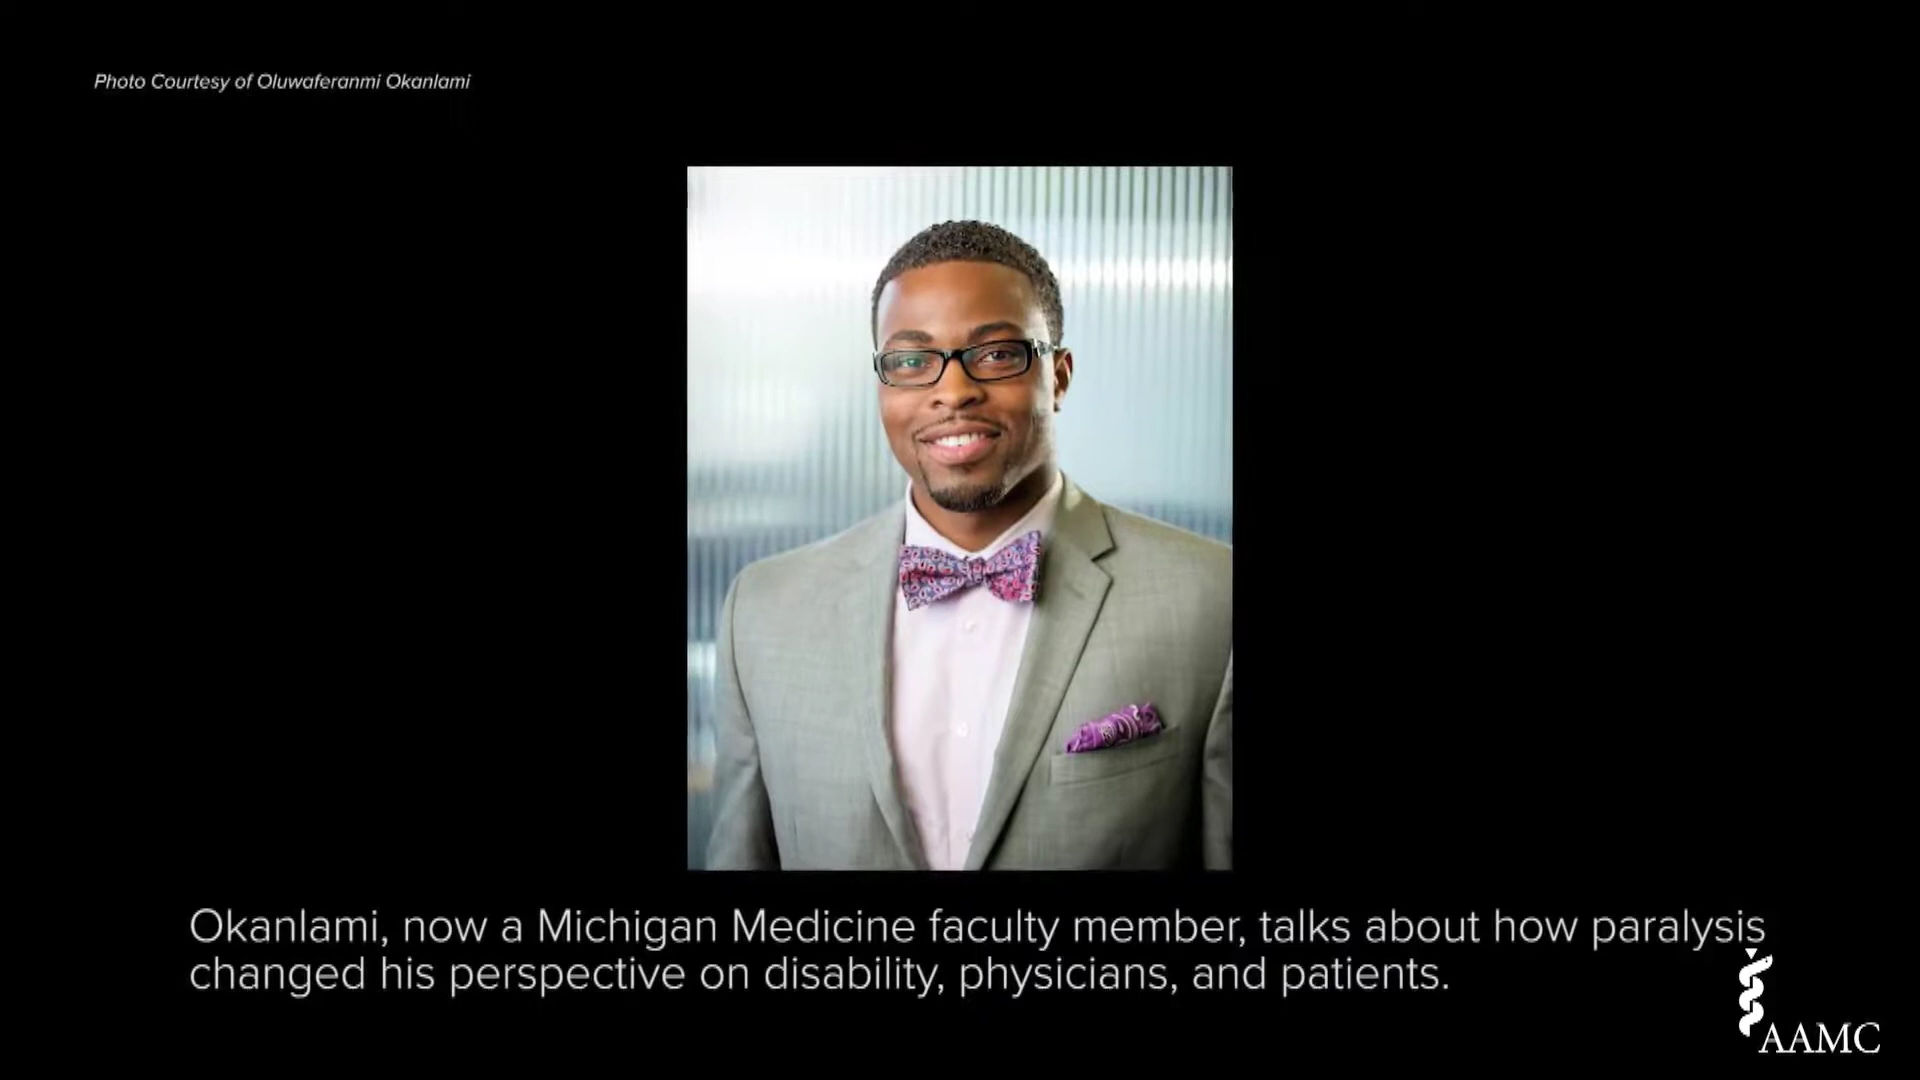 Photo Courtesy of Oluwaferanmi Okanlami
Okanlami, now a Michigan Medicine faculty member, talks about how paralysis
changed his perspective on disability, physicians, and patients.
AAMC